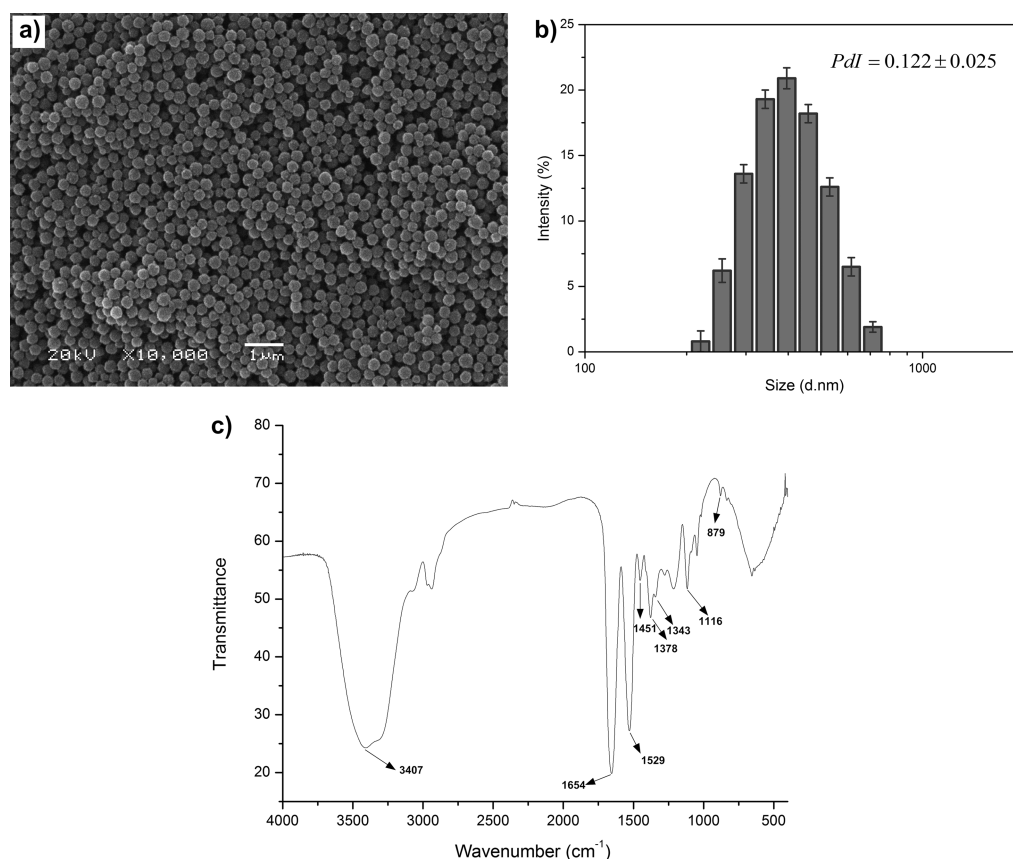 a)
20kV X10,000 1μm
b)
PdI = 0.122 ± 0.025
25
20
15
10
5
0
Intensity (%)
100 1000
Size (d.nm)
c)
80
70
60
50
40
30
20
Transmittance
3407
1654
1529
1451
1378
1343
1116
879
4000 3500 3000 2500 2000 1500 1000 500
Wavenumber (cm⁻¹)